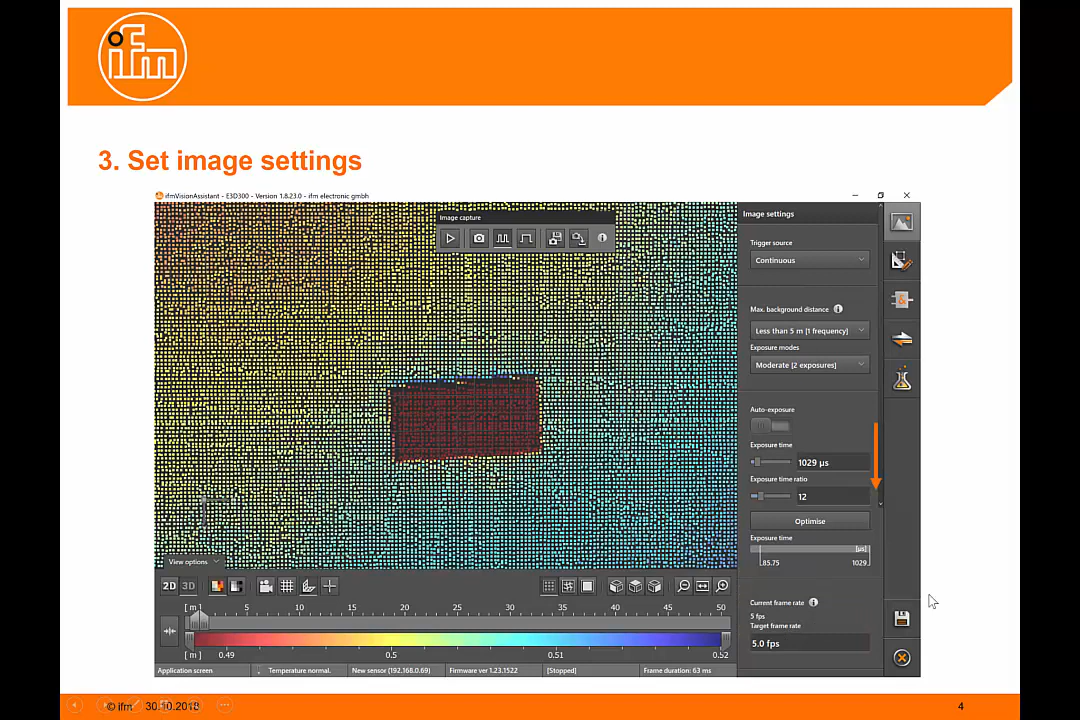 ifm
3. Set image settings
ifmVisionAssistant - E3D300 - Version 1.8.23.0 - ifm electronic gmbh
Image capture
Image settings
Trigger source
Continuous
Max. background distance
Less than 5 m [1 frequency]
Exposure modes
Moderate [2 exposures]
Auto-exposure
Exposure time
1029 µs
Exposure time ratio
12
Optimise
Exposure time
[µs]
85.75 1029
View options
2D 3D
Current frame rate
5 fps
Target frame rate
5.0 fps
[ m ] 5 10 15 20 25 30 35 40 45 50
[ m ] 0.49 0.5 0.51 0.52
Application screen Temperature normal. New sensor (192.168.0.69) Firmware ver 1.23.1522 [Stopped] Frame duration: 63 ms
© ifm 30.10.2018 4